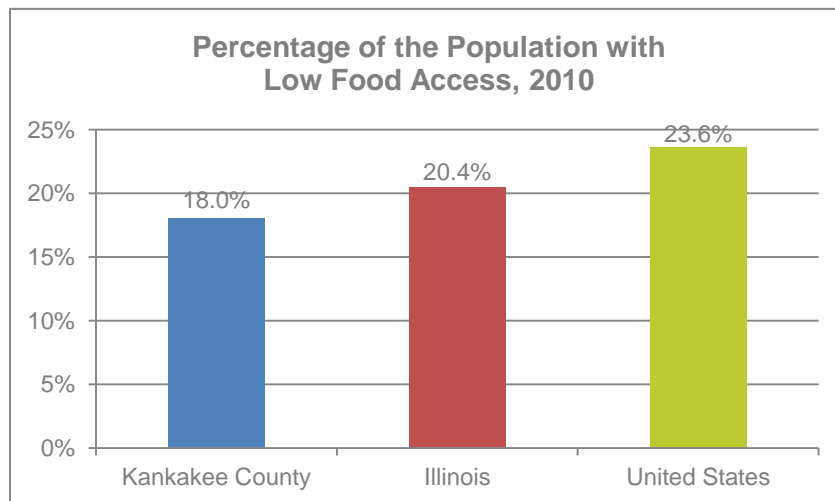 Percentage of the Population with
Low Food Access, 2010
25%
20%
15%
10%
5%
0%
18.0%
20.4%
23.6%
Kankakee County
Illinois
United States